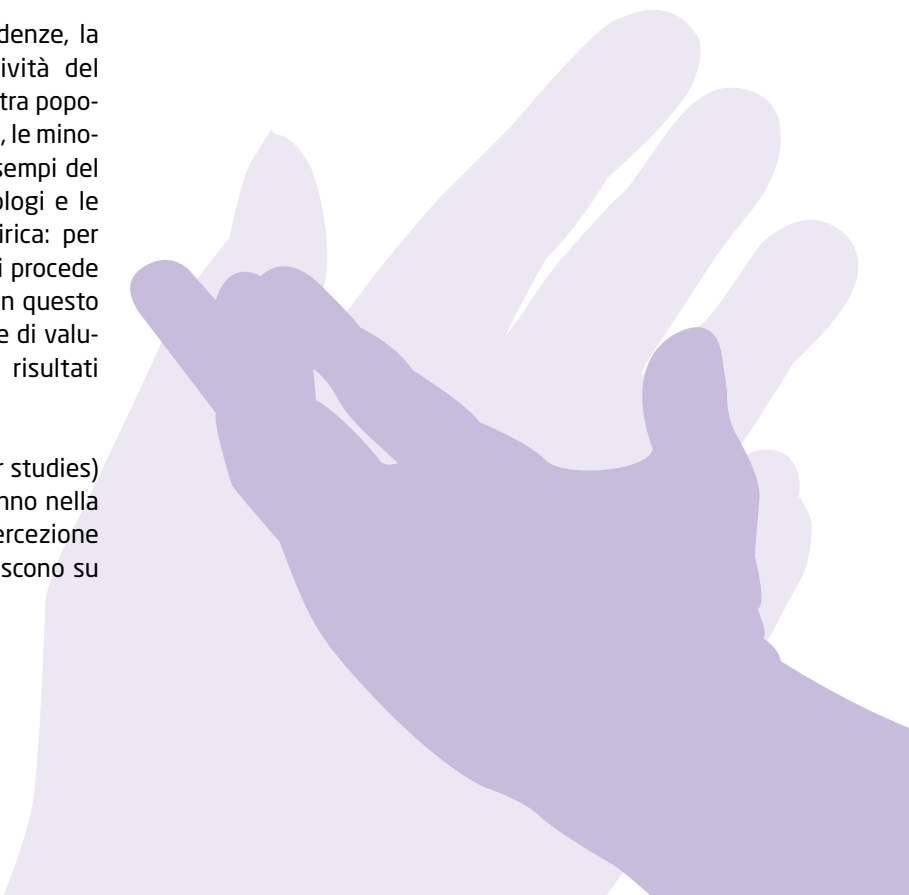 denze, la
ività del
tra popo-
, le mino-
sempi del
ologi e le
irica: per
i procede
n questo
e di valu-
risultati
r studies)
nno nella
ercezione
scono su